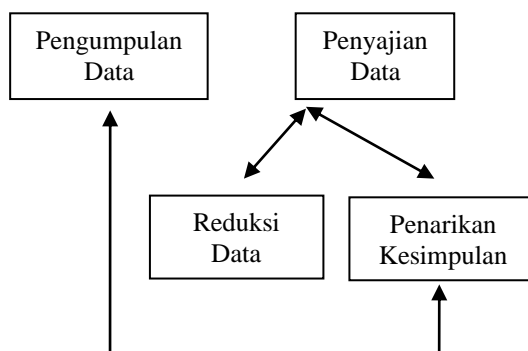 Pengumpulan
Data
Penyajian
Data
Reduksi
Data
Penarikan
Kesimpulan